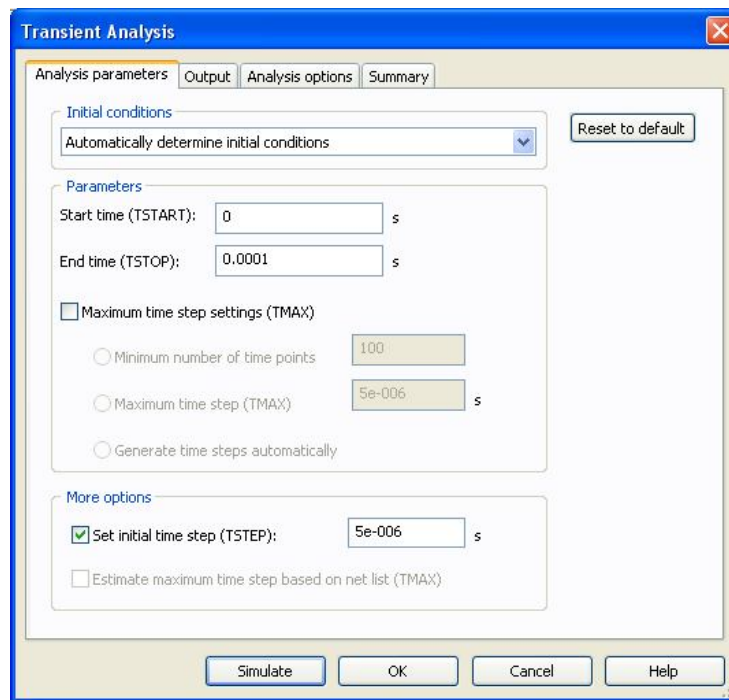 Transient Analysis
Analysis parameters Output Analysis options Summary
Initial conditions
Automatically determine initial conditions
Reset to default
Parameters
Start time (TSTART): 0 s
End time (TSTOP): 0.0001 s
Maximum time step settings (TMAX)
Minimum number of time points 100
Maximum time step (TMAX) 5e-006 s
Generate time steps automatically
More options
Set initial time step (TSTEP): 5e-006 s
Estimate maximum time step based on net list (TMAX)
Simulate OK Cancel Help